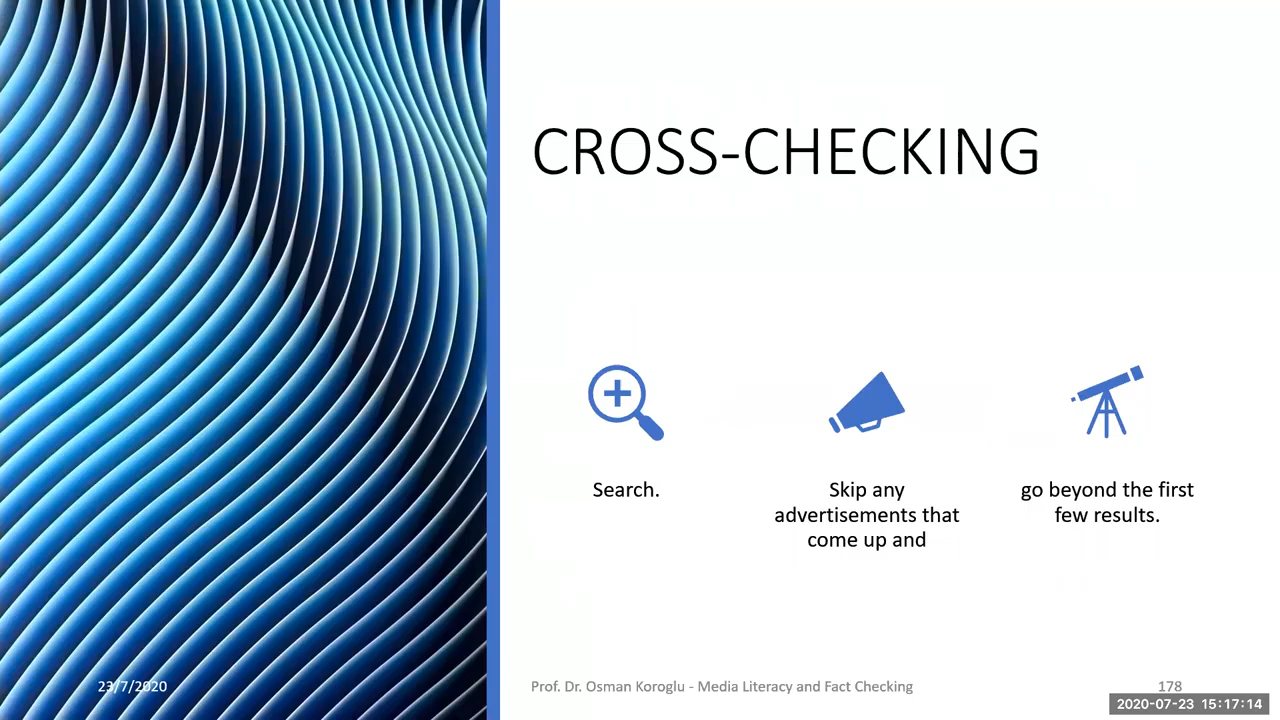 CROSS-CHECKING
Search.
Skip any
advertisements that
come up and
go beyond the first
few results.
23/7/2020
Prof. Dr. Osman Koroglu - Media Literacy and Fact Checking
178
2020-07-23 15:17:14